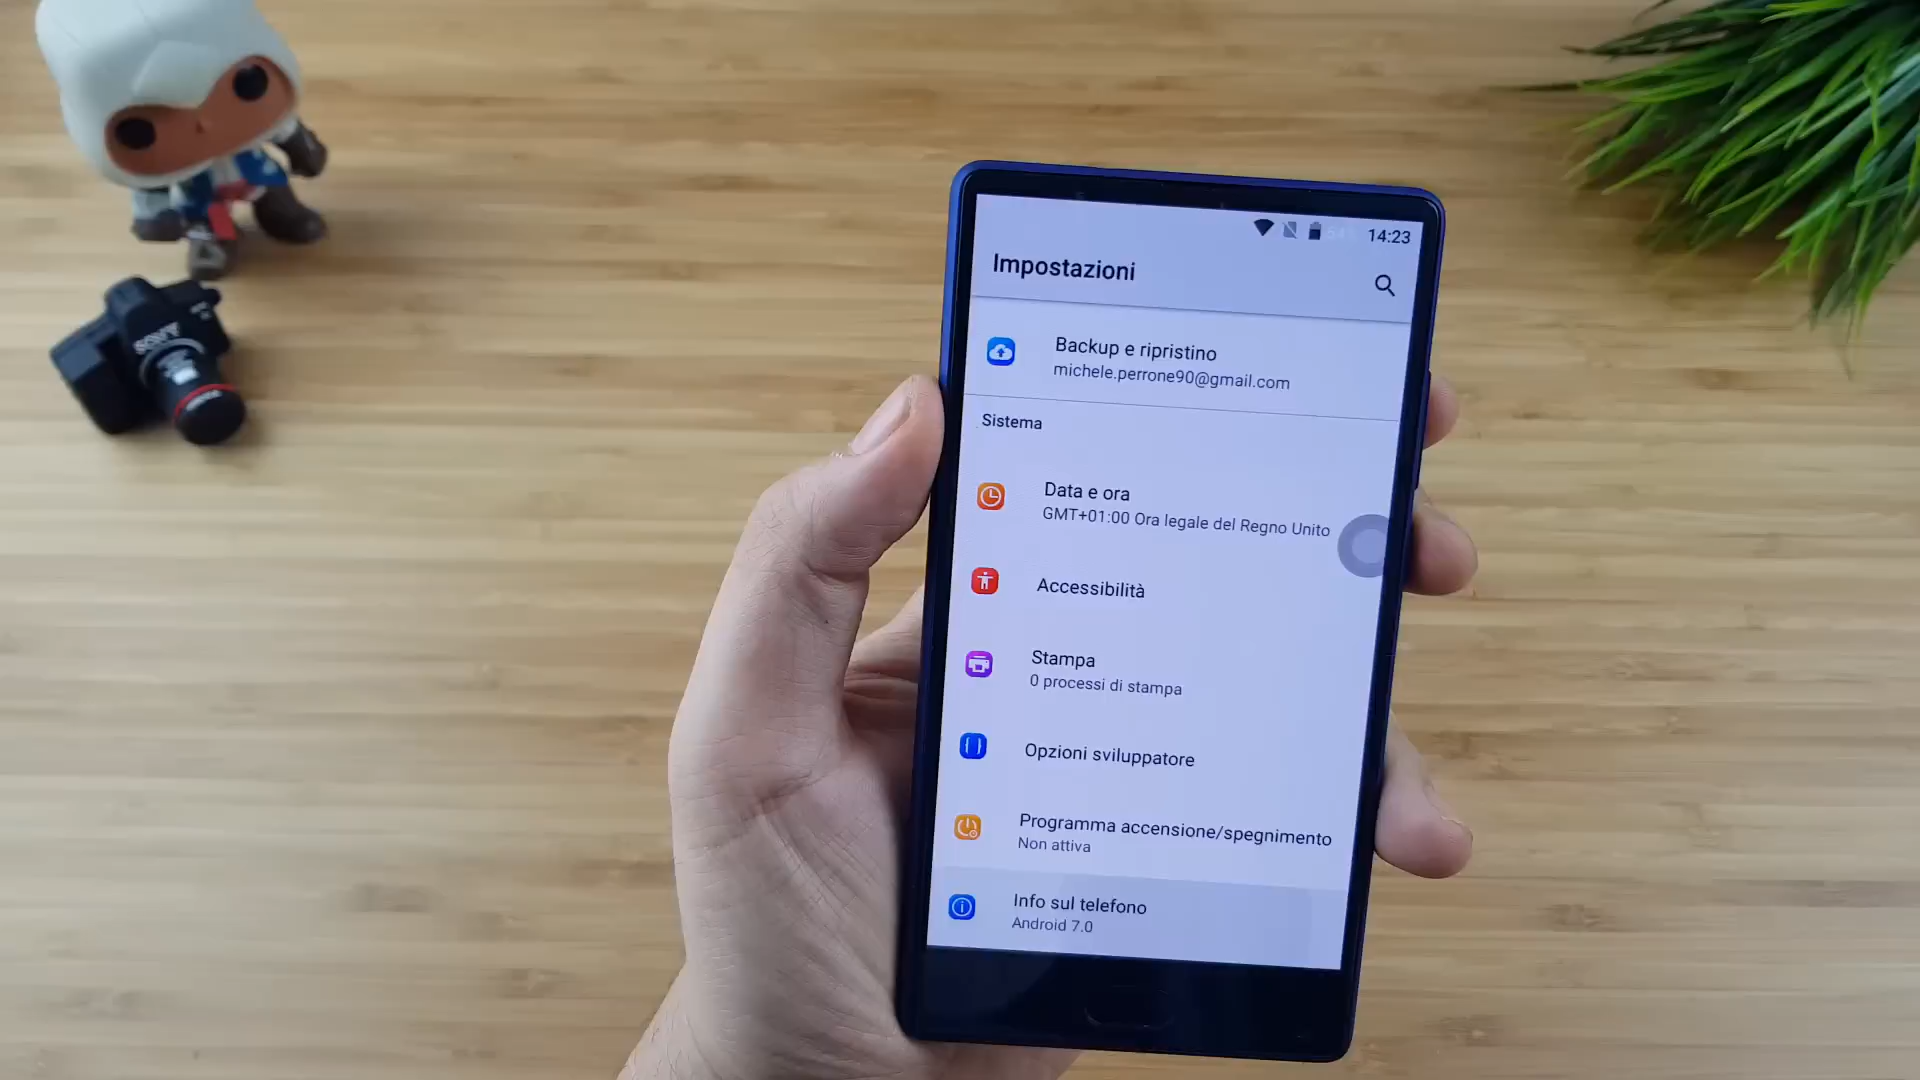 SONY
14:23
Impostazioni
Backup e ripristino
michele.perrone90@gmail.com
Sistema
Data e ora
GMT+01:00 Ora legale del Regno Unito
Accessibilità
Stampa
0 processi di stampa
Opzioni sviluppatore
Programma accensione/spegnimento
Non attiva
Info sul telefono
Android 7.0